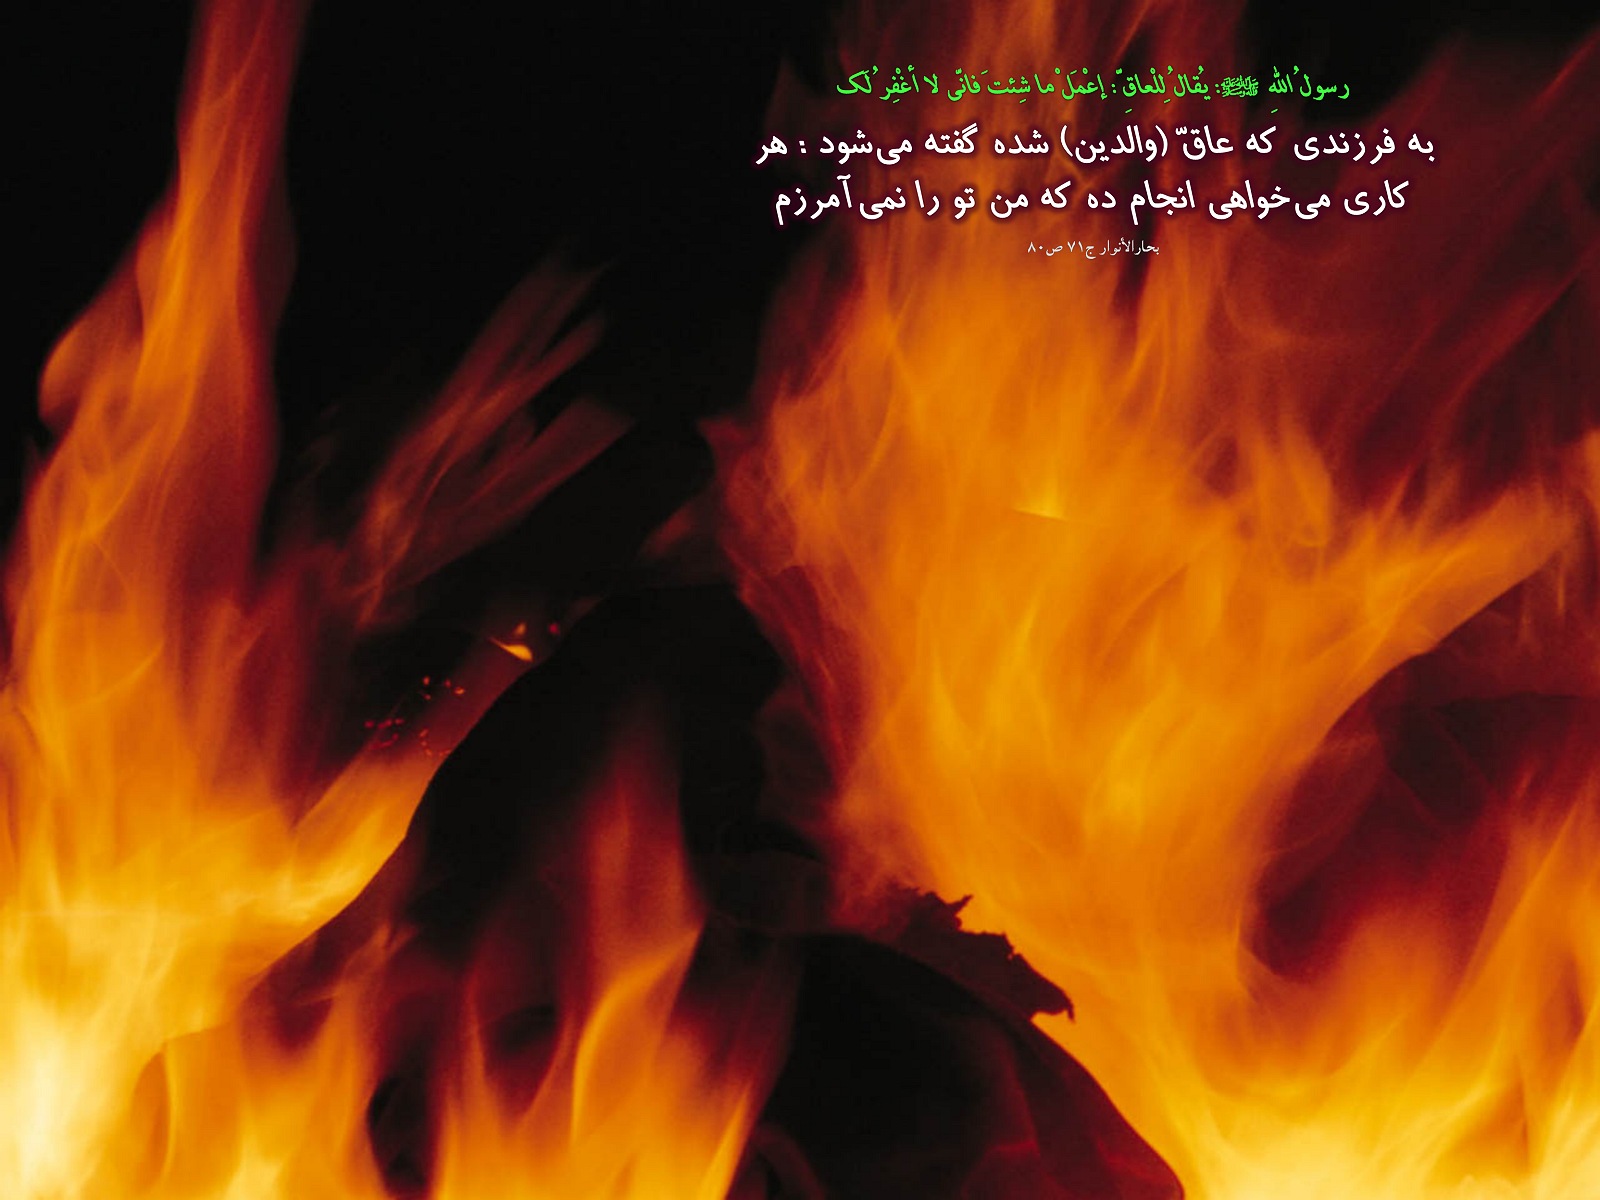 رسولُ اللهِ ﷺ: يُقالُ لِلْعاقِّ: إعْمَلْ ما شِئتَ فانّی لا أغْفِرُ لَک
به فرزندی که عاقّ (والدین) شده گفته می‌شود : هر
کاری می‌خواهی انجام ده که من تو را نمی‌آمرزم
بحارالأنوار ج۷۱ ص۸۰